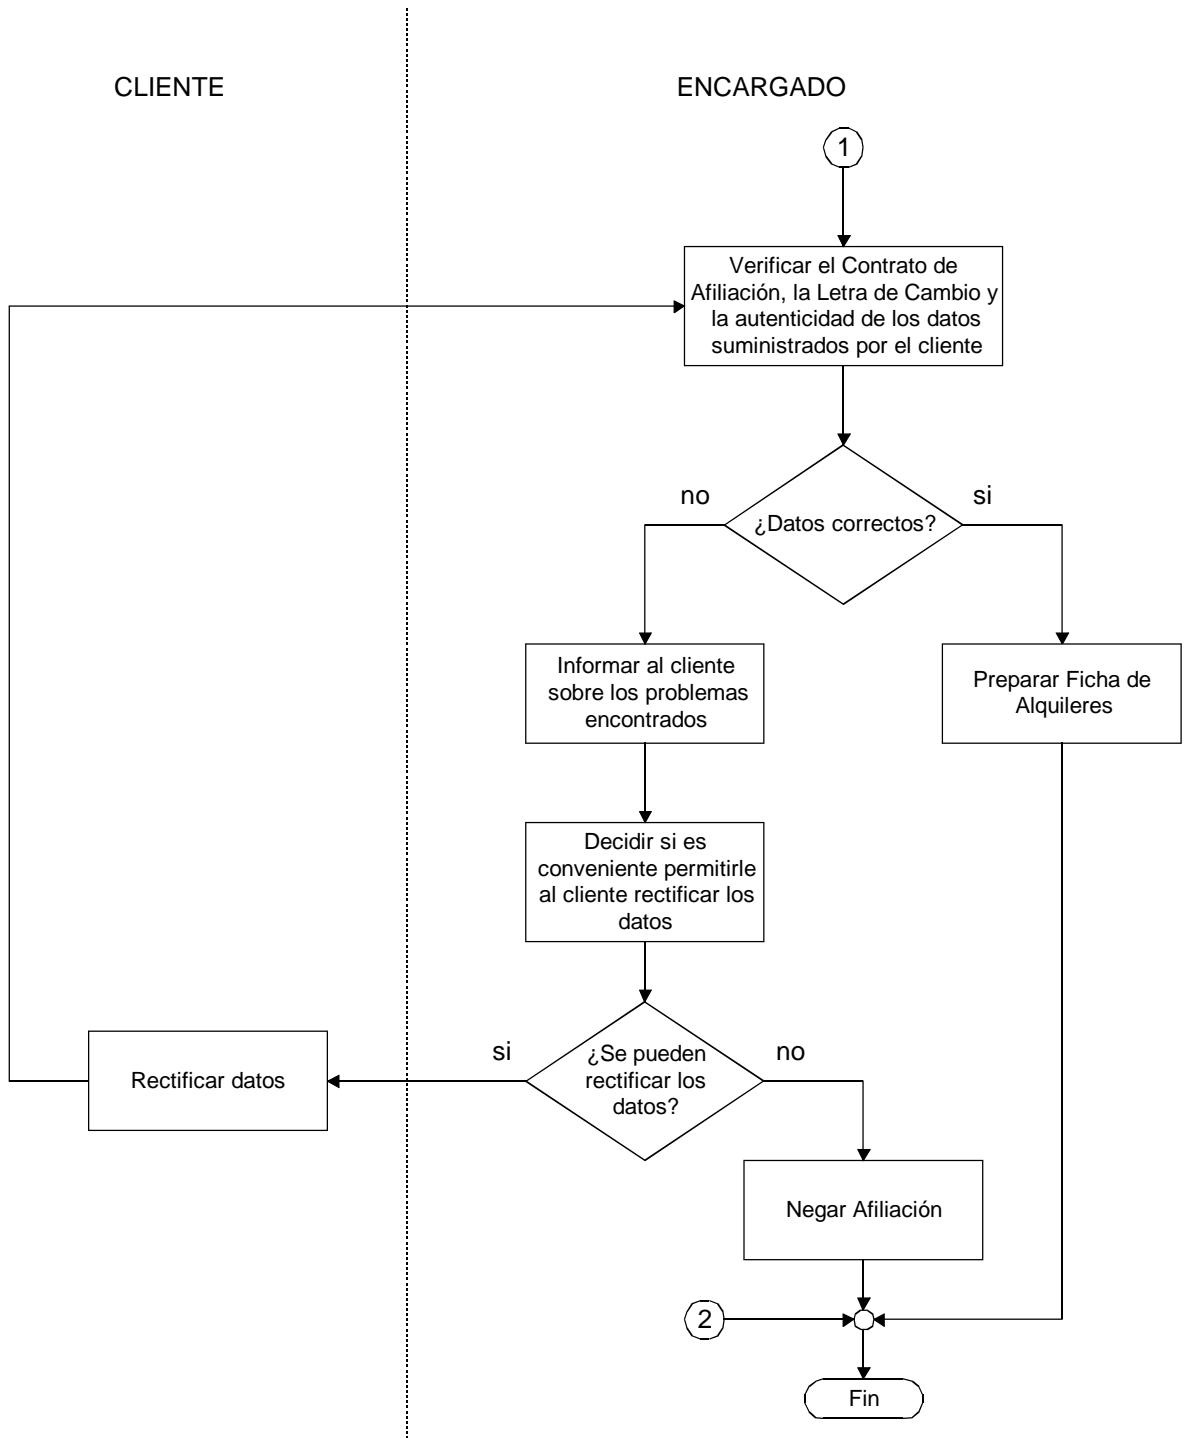 CLIENTE
ENCARGADO
1
Verificar el Contrato de
Afiliación, la Letra de Cambio y
la autenticidad de los datos
suministrados por el cliente
no
si
¿Datos correctos?
Informar al cliente
sobre los problemas
encontrados
Preparar Ficha de
Alquileres
Decidir si es
conveniente permitirle
al cliente rectificar los
datos
si
¿Se pueden
rectificar los
datos?
no
Rectificar datos
Negar Afiliación
2
Fin